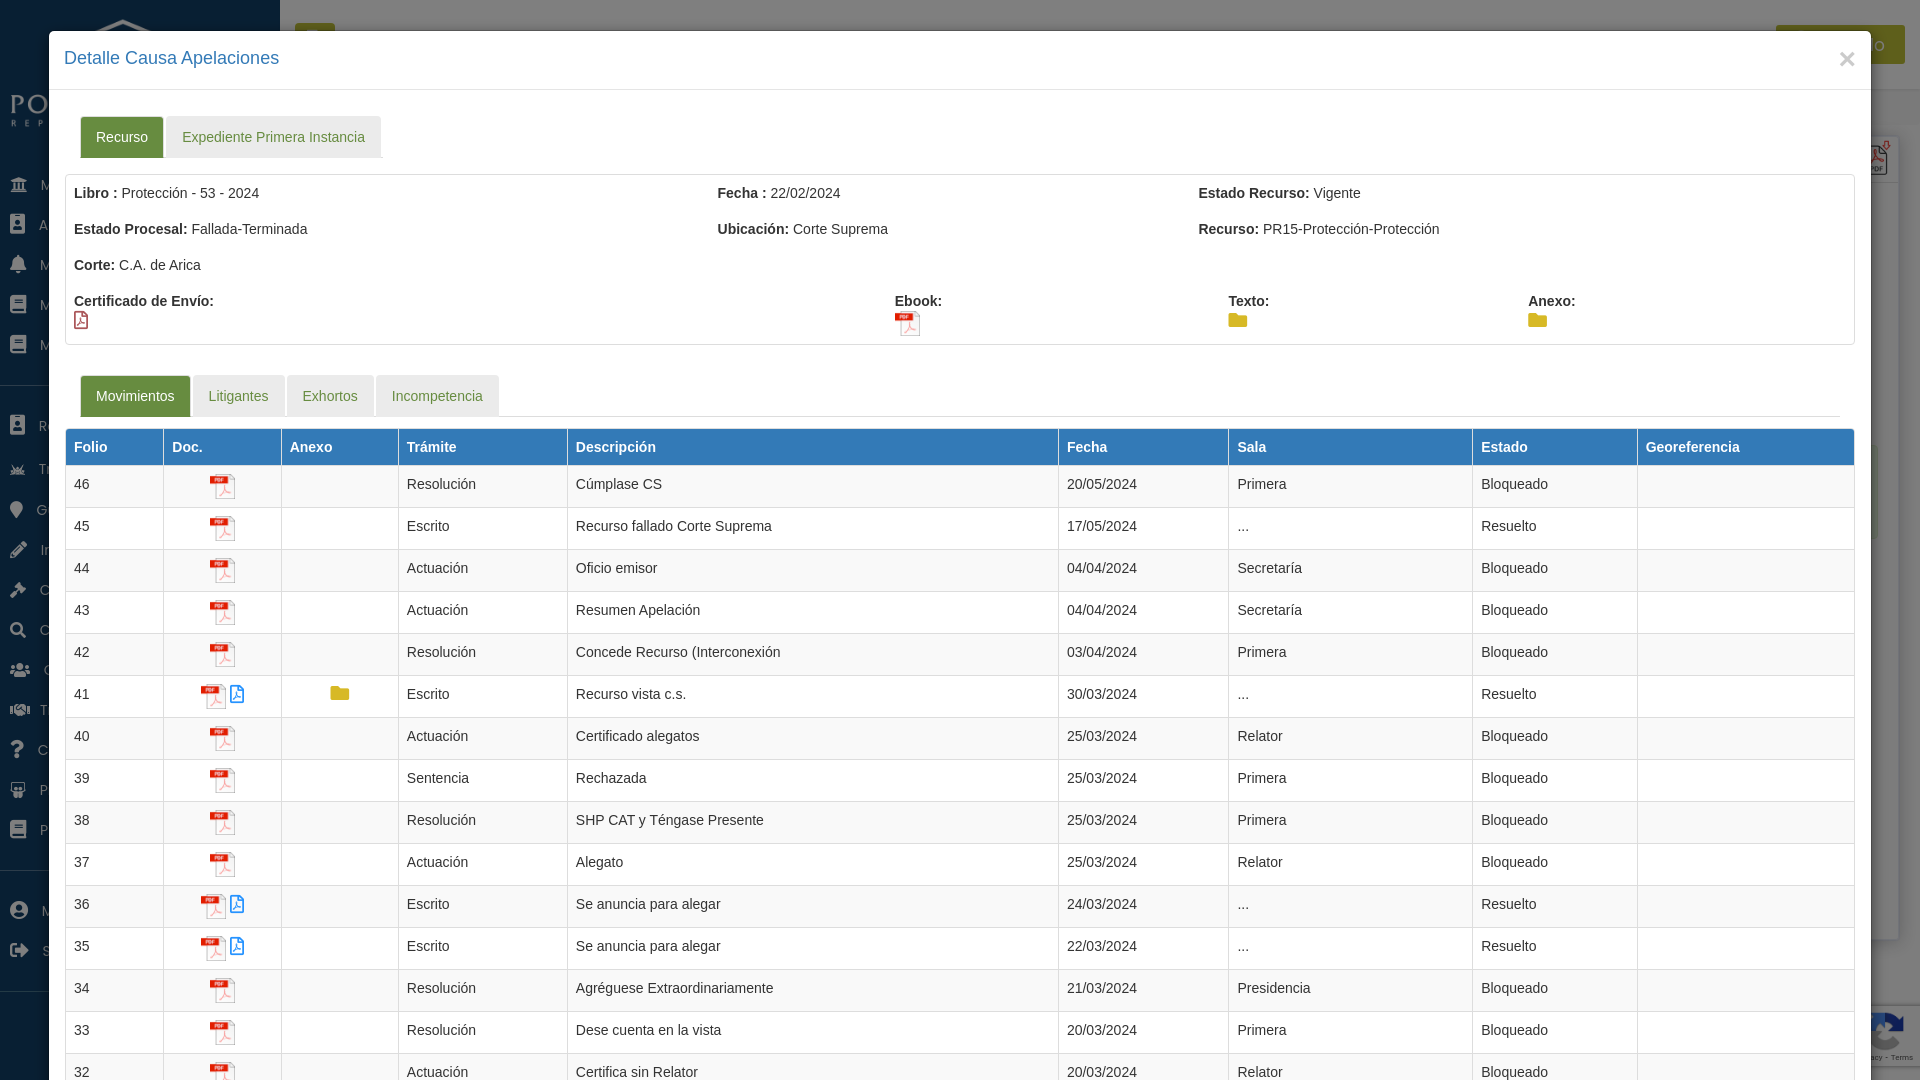 Detalle Causa Apelaciones
×
Recurso Expediente Primera Instancia
Libro : Protección - 53 - 2024 Fecha : 22/02/2024 Estado Recurso: Vigente
Estado Procesal: Fallada-Terminada Ubicación: Corte Suprema Recurso: PR15-Protección-Protección
Corte: C.A. de Arica
Certificado de Envío: Ebook: Texto: Anexo:
Movimientos Litigantes Exhortos Incompetencia
Folio Doc. Anexo Trámite Descripción Fecha Sala Estado Georeferencia
46 Resolución Cúmplase CS 20/05/2024 Primera Bloqueado
45 Escrito Recurso fallado Corte Suprema 17/05/2024 ... Resuelto
44 Actuación Oficio emisor 04/04/2024 Secretaría Bloqueado
43 Actuación Resumen Apelación 04/04/2024 Secretaría Bloqueado
42 Resolución Concede Recurso (Interconexión 03/04/2024 Primera Bloqueado
41 Escrito Recurso vista c.s. 30/03/2024 ... Resuelto
40 Actuación Certificado alegatos 25/03/2024 Relator Bloqueado
39 Sentencia Rechazada 25/03/2024 Primera Bloqueado
38 Resolución SHP CAT y Téngase Presente 25/03/2024 Primera Bloqueado
37 Actuación Alegato 25/03/2024 Relator Bloqueado
36 Escrito Se anuncia para alegar 24/03/2024 ... Resuelto
35 Escrito Se anuncia para alegar 22/03/2024 ... Resuelto
34 Resolución Agréguese Extraordinariamente 21/03/2024 Presidencia Bloqueado
33 Resolución Dese cuenta en la vista 20/03/2024 Primera Bloqueado
32 Actuación Certifica sin Relator 20/03/2024 Relator Bloqueado